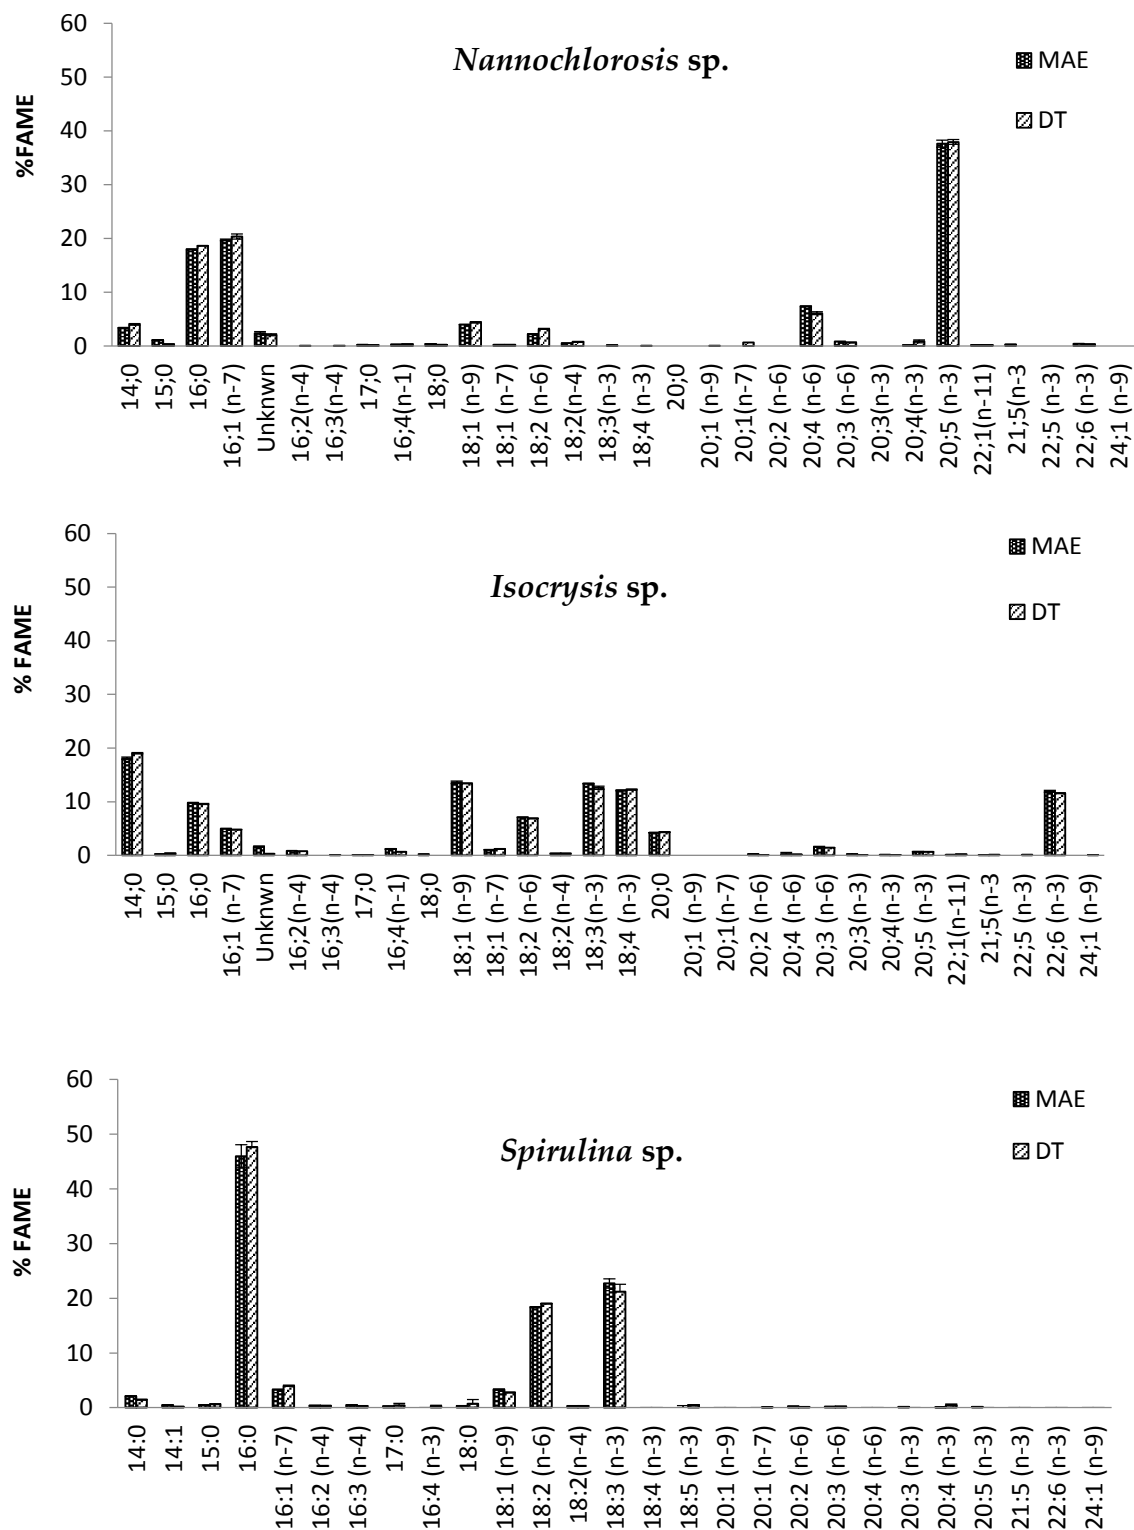 60
50
40
30
20
10
0
%FAME
Nannochlorosis sp.
MAE
DT
14;0
15;0
16;0
16;1 (n-7)
Unknwn
16;2(n-4)
16;3(n-4)
17;0
16;4(n-1)
18;0
18;1 (n-9)
18;1 (n-7)
18;2 (n-6)
18;2(n-4)
18;3(n-3)
18;4 (n-3)
20;0
20;1 (n-9)
20;1(n-7)
20;2 (n-6)
20;4 (n-6)
20;3 (n-6)
20;3(n-3)
20;4(n-3)
20;5 (n-3)
22;1(n-11)
21;5(n-3
22;5 (n-3)
22;6 (n-3)
24;1 (n-9)
60
50
40
30
20
10
0
% FAME
Isocrysis sp.
MAE
DT
14;0
15;0
16;0
16;1 (n-7)
Unknwn
16;2(n-4)
16;3(n-4)
17;0
16;4(n-1)
18;0
18;1 (n-9)
18;1 (n-7)
18;2 (n-6)
18;2(n-4)
18;3(n-3)
18;4 (n-3)
20;0
20;1 (n-9)
20;1(n-7)
20;2 (n-6)
20;4 (n-6)
20;3 (n-6)
20;3(n-3)
20;4(n-3)
20;5 (n-3)
22;1(n-11)
21;5(n-3
22;5 (n-3)
22;6 (n-3)
24;1 (n-9)
60
50
40
30
20
10
0
% FAME
Spirulina sp.
MAE
DT
14:0
14:1
15:0
16:0
16:1 (n-7)
16:2 (n-4)
16:3 (n-4)
17:0
16:4 (n-3)
18:0
18:1 (n-9)
18:2 (n-6)
18:2(n-4)
18:3 (n-3)
18:4 (n-3)
18:5 (n-3)
20:1 (n-9)
20:1 (n-7)
20:2 (n-6)
20:3 (n-6)
20:4 (n-6)
20:3 (n-3)
20:4 (n-3)
20:5 (n-3)
21:5 (n-3)
22:6 (n-3)
24:1 (n-9)